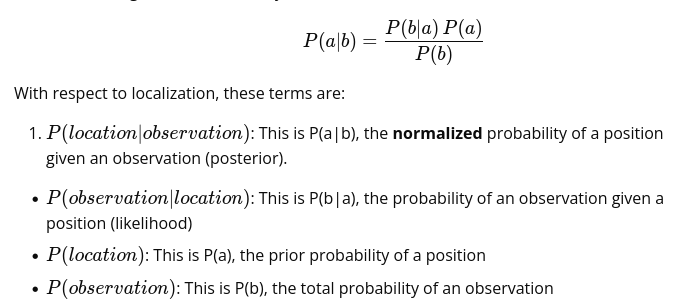 P(a|b) = P(b|a) P(a) / P(b)
With respect to localization, these terms are:
1. P(location|observation): This is P(a|b), the normalized probability of a position
given an observation (posterior).
• P(observation|location): This is P(b|a), the probability of an observation given a
position (likelihood)
• P(location): This is P(a), the prior probability of a position
• P(observation): This is P(b), the total probability of an observation